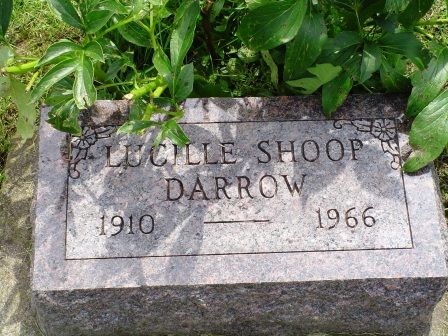 LUCILLE SHOOP
DARROW
1910 — 1966